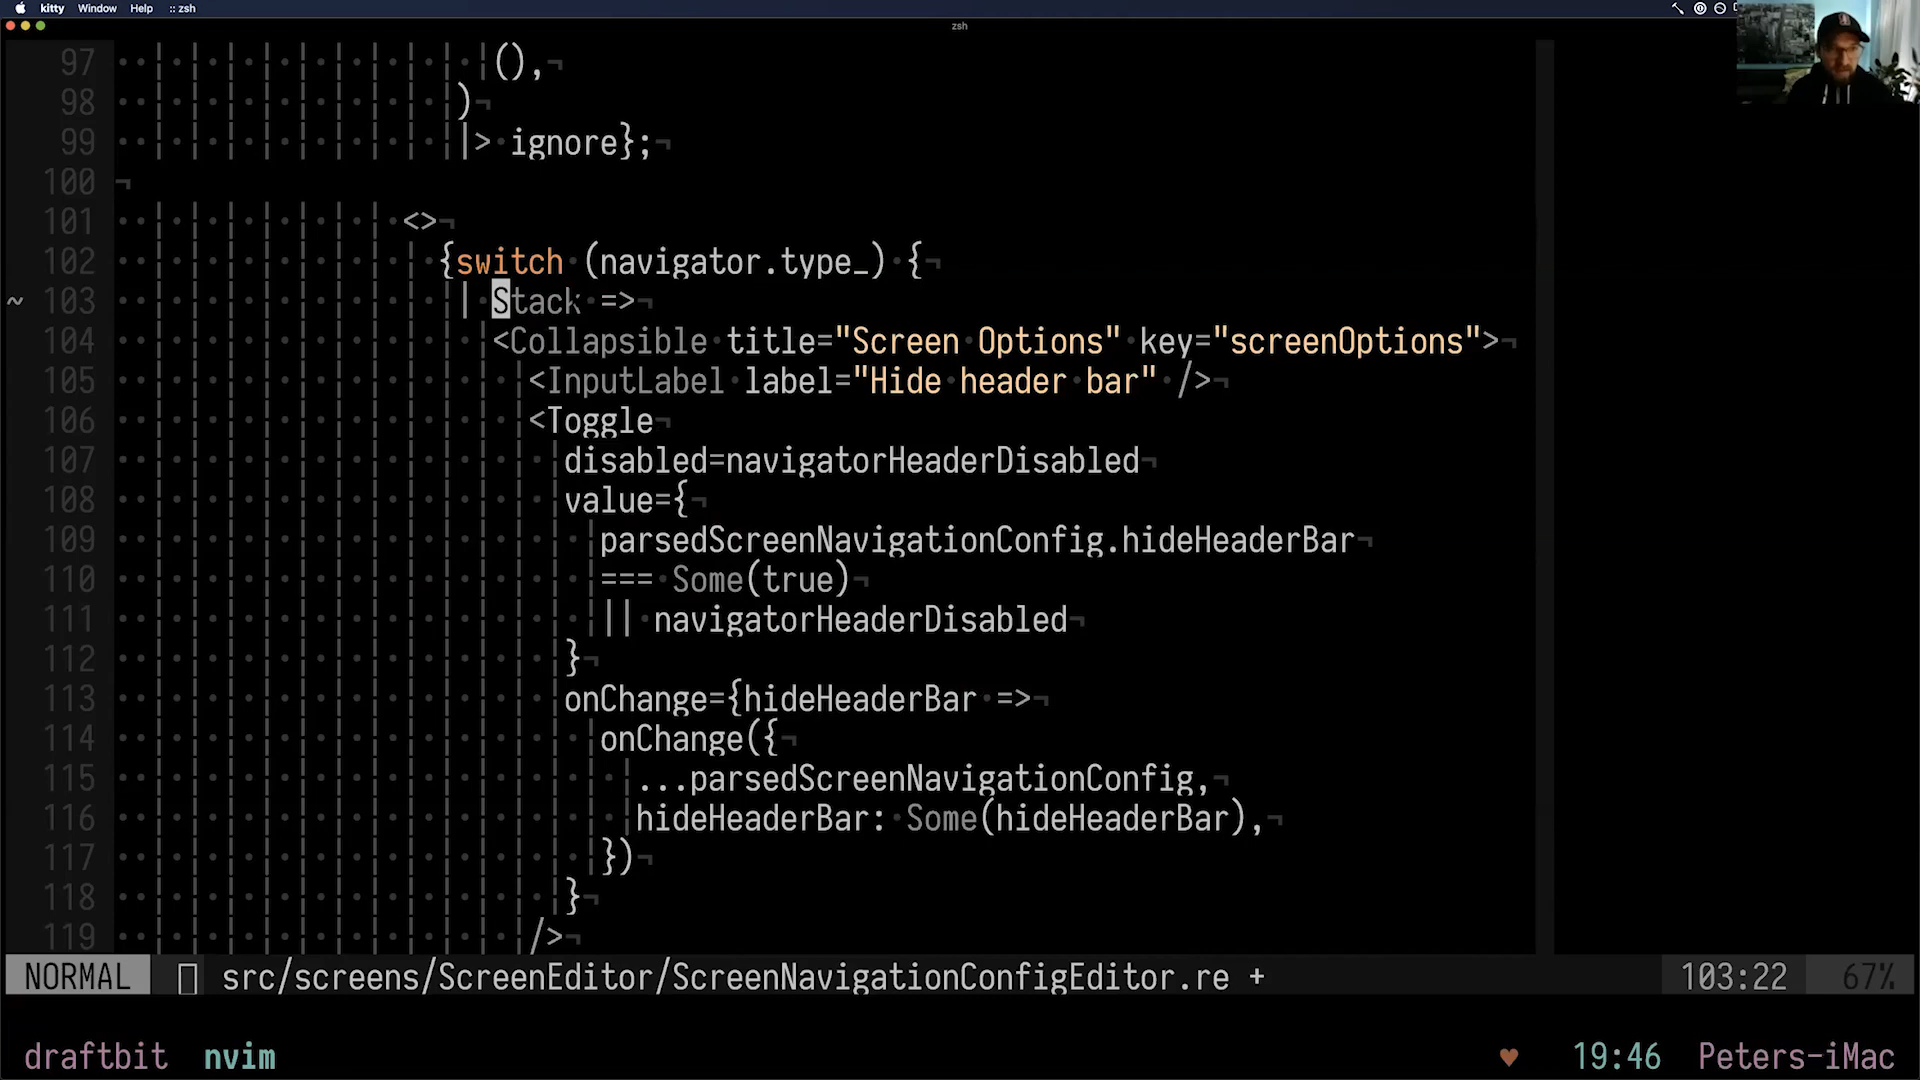 kitty Window Help :: zsh
zsh
97 (),
98 )
99 |> ignore};
100
101 <>
102 {switch (navigator.type_) {
~ 103 | Stack =>
104 <Collapsible title="Screen Options" key="screenOptions">
105 <InputLabel label="Hide header bar" />
106 <Toggle
107 disabled=navigatorHeaderDisabled
108 value={
109 parsedScreenNavigationConfig.hideHeaderBar
110 === Some(true)
111 || navigatorHeaderDisabled
112 }
113 onChange={hideHeaderBar =>
114 onChange({
115 ...parsedScreenNavigationConfig,
116 hideHeaderBar: Some(hideHeaderBar),
117 })
118 }
119 />
NORMAL src/screens/ScreenEditor/ScreenNavigationConfigEditor.re + 103:22 67%
draftbit nvim ♥ 19:46 Peters-iMac